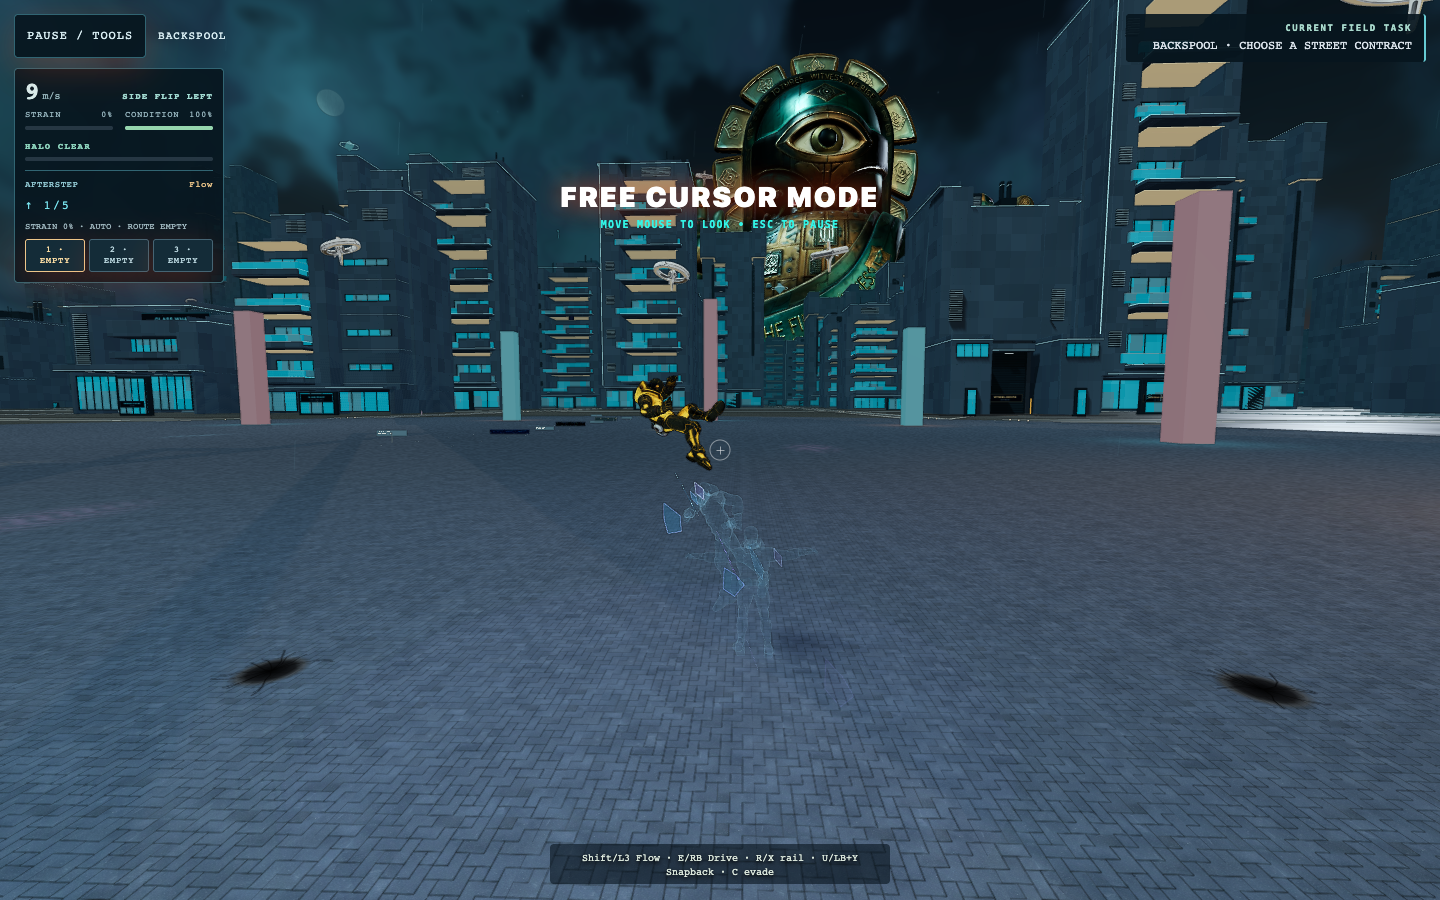 PAUSE / TOOLS
BACKSPOOL
9 m/s
SIDE FLIP LEFT
STRAIN 0%
CONDITION 100%
HALO CLEAR
AFTERSTEP
Flow
↑ 1/5
STRAIN 0% · AUTO · ROUTE EMPTY
1 · EMPTY
2 · EMPTY
3 · EMPTY
CURRENT FIELD TASK
BACKSPOOL · CHOOSE A STREET CONTRACT
FREE CURSOR MODE
MOVE MOUSE TO LOOK • ESC TO PAUSE
Shift/L3 Flow · E/RB Drive · R/X rail · U/LB+Y
Snapback · C evade